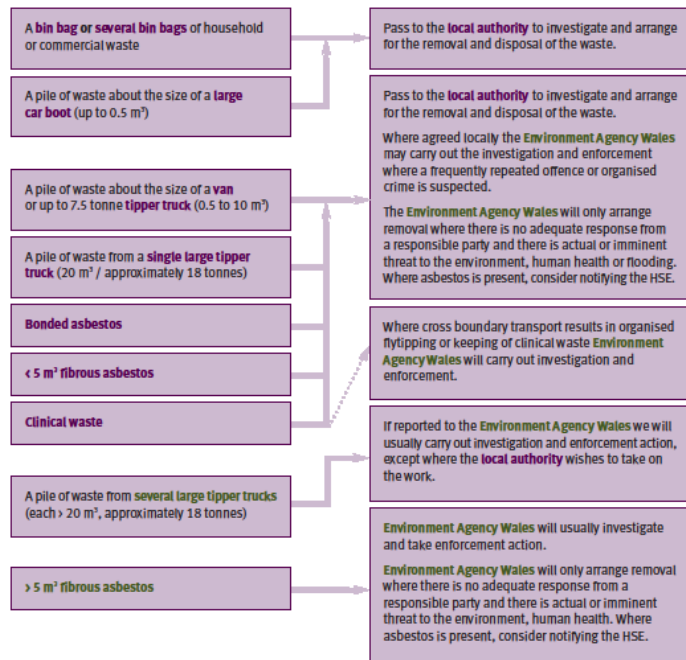 A bin bag or several bin bags of household
or commercial waste
A pile of waste about the size of a large
car boot (up to 0.5 m³)
A pile of waste about the size of a van
or up to 7.5 tonne tipper truck (0.5 to 10 m³)
A pile of waste from a single large tipper
truck (20 m³ / approximately 18 tonnes)
Bonded asbestos
< 5 m³ fibrous asbestos
Clinical waste
A pile of waste from several large tipper trucks
(each > 20 m³, approximately 18 tonnes)
> 5 m³ fibrous asbestos
Pass to the local authority to investigate and arrange
for the removal and disposal of the waste.
Pass to the local authority to investigate and arrange
for the removal and disposal of the waste.
Where agreed locally the Environment Agency Wales
may carry out the investigation and enforcement
where a frequently repeated offence or organised
crime is suspected.
The Environment Agency Wales will only arrange
removal where there is no adequate response from
a responsible party and there is actual or imminent
threat to the environment, human health or flooding.
Where asbestos is present, consider notifying the HSE.
Where cross boundary transport results in organised
flytipping or keeping of clinical waste Environment
Agency Wales will carry out investigation and
enforcement.
If reported to the Environment Agency Wales we will
usually carry out investigation and enforcement action,
except where the local authority wishes to take on
the work.
Environment Agency Wales will usually investigate
and take enforcement action.
Environment Agency Wales will only arrange removal
where there is no adequate response from a
responsible party and there is actual or imminent
threat to the environment, human health. Where
asbestos is present, consider notifying the HSE.